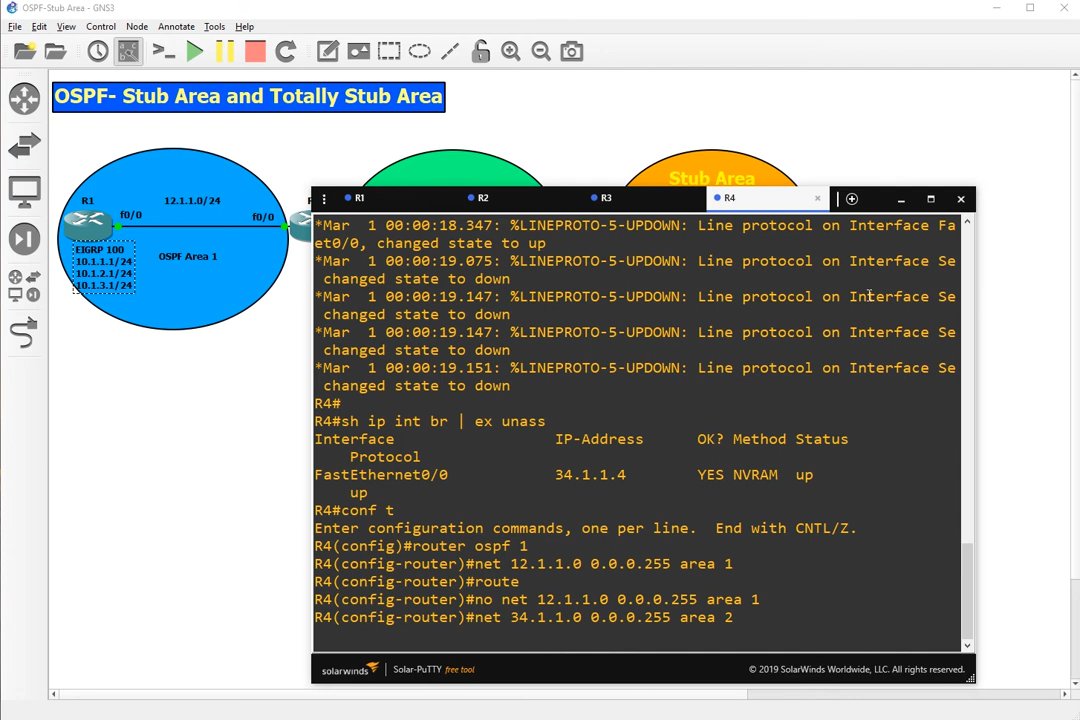 OSPF-Stub Area - GNS3
File Edit View Control Node Annotate Tools Help
OSPF- Stub Area and Totally Stub Area
Stub Area
R1
12.1.1.0/24
f0/0
f0/0
EIGRP 100
10.1.1.1/24
10.1.2.1/24
10.1.3.1/24
OSPF Area 1
R1 R2 R3 R4
*Mar  1 00:00:18.347: %LINEPROTO-5-UPDOWN: Line protocol on Interface Fa
et0/0, changed state to up
*Mar  1 00:00:19.075: %LINEPROTO-5-UPDOWN: Line protocol on Interface Se
 changed state to down
*Mar  1 00:00:19.147: %LINEPROTO-5-UPDOWN: Line protocol on Interface Se
 changed state to down
*Mar  1 00:00:19.147: %LINEPROTO-5-UPDOWN: Line protocol on Interface Se
 changed state to down
*Mar  1 00:00:19.151: %LINEPROTO-5-UPDOWN: Line protocol on Interface Se
 changed state to down
R4#
R4#sh ip int br | ex unass
Interface IP-Address OK? Method Status
Protocol
FastEthernet0/0 34.1.1.4 YES NVRAM up
up
R4#conf t
Enter configuration commands, one per line.  End with CNTL/Z.
R4(config)#router ospf 1
R4(config-router)#net 12.1.1.0 0.0.0.255 area 1
R4(config-router)#route
R4(config-router)#no net 12.1.1.0 0.0.0.255 area 1
R4(config-router)#net 34.1.1.0 0.0.0.255 area 2
solarwinds Solar-PuTTY free tool © 2019 SolarWinds Worldwide, LLC. All rights reserved.